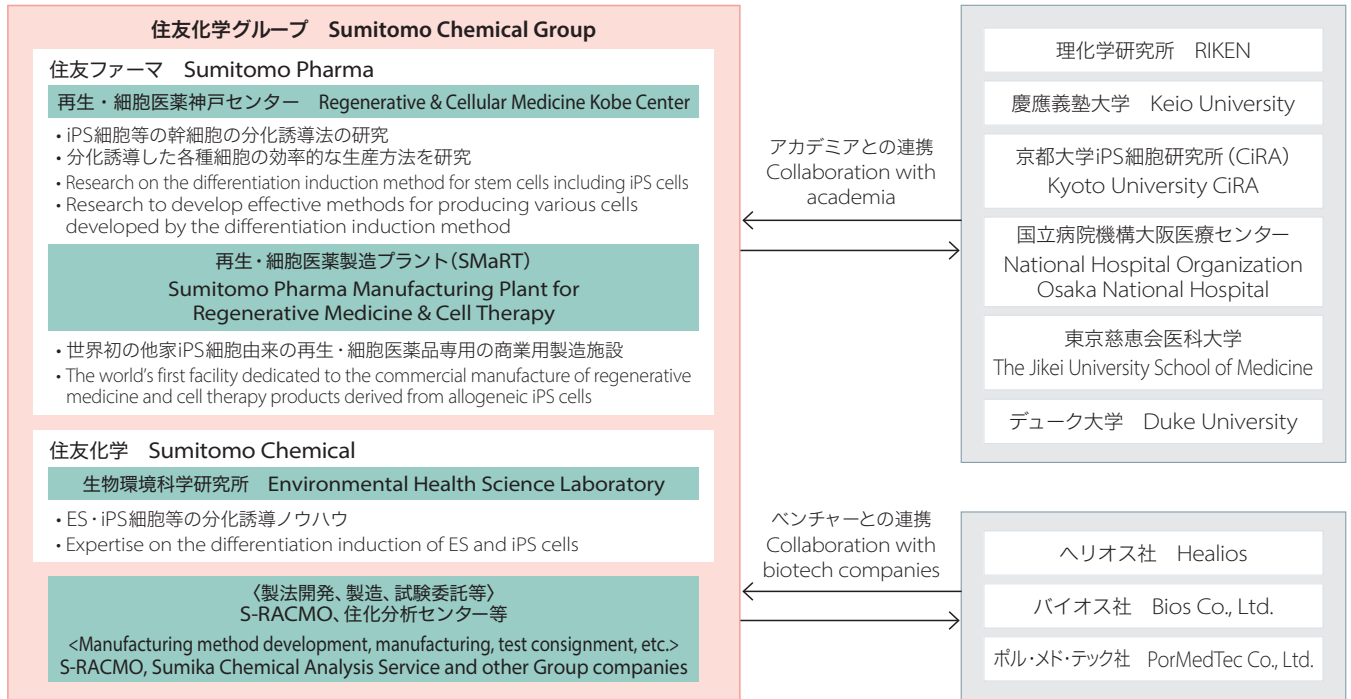 住友化学グループ Sumitomo Chemical Group
住友ファーマ Sumitomo Pharma
再生・細胞医薬神戸センター Regenerative & Cellular Medicine Kobe Center
・iPS細胞等の幹細胞の分化誘導法の研究
・分化誘導した各種細胞の効率的な生産方法を研究
・Research on the differentiation induction method for stem cells including iPS cells
・Research to develop effective methods for producing various cells
developed by the differentiation induction method
再生・細胞医薬製造プラント(SMaRT)
Sumitomo Pharma Manufacturing Plant for
Regenerative Medicine & Cell Therapy
・世界初の他家iPS細胞由来の再生・細胞医薬品専用の商業用製造施設
・The world's first facility dedicated to the commercial manufacture of regenerative
medicine and cell therapy products derived from allogeneic iPS cells
住友化学 Sumitomo Chemical
生物環境科学研究所 Environmental Health Science Laboratory
・ES・iPS細胞等の分化誘導ノウハウ
・Expertise on the differentiation induction of ES and iPS cells
〈製法開発、製造、試験委託等〉
S-RACMO、住化分析センター等
<Manufacturing method development, manufacturing, test consignment, etc.>
S-RACMO, Sumika Chemical Analysis Service and other Group companies
アカデミアとの連携
Collaboration with
academia
理化学研究所 RIKEN
慶應義塾大学 Keio University
京都大学iPS細胞研究所(CiRA)
Kyoto University CiRA
国立病院機構大阪医療センター
National Hospital Organization
Osaka National Hospital
東京慈恵会医科大学
The Jikei University School of Medicine
デューク大学 Duke University
ベンチャーとの連携
Collaboration with
biotech companies
ヘリオス社 Healios
バイオス社 Bios Co., Ltd.
ポル・メド・テック社 PorMedTec Co., Ltd.